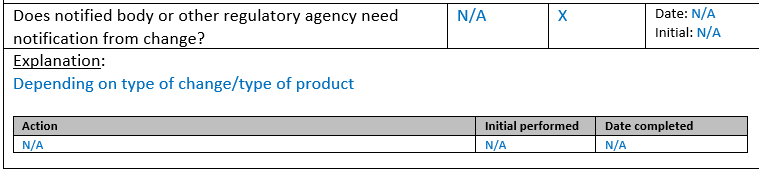 Does notified body or other regulatory agency need N/A X Date: N/A
notification from change? Initial: N/A
Explanation:
Depending on type of change/type of product
Action Initial performed Date completed
N/A N/A N/A